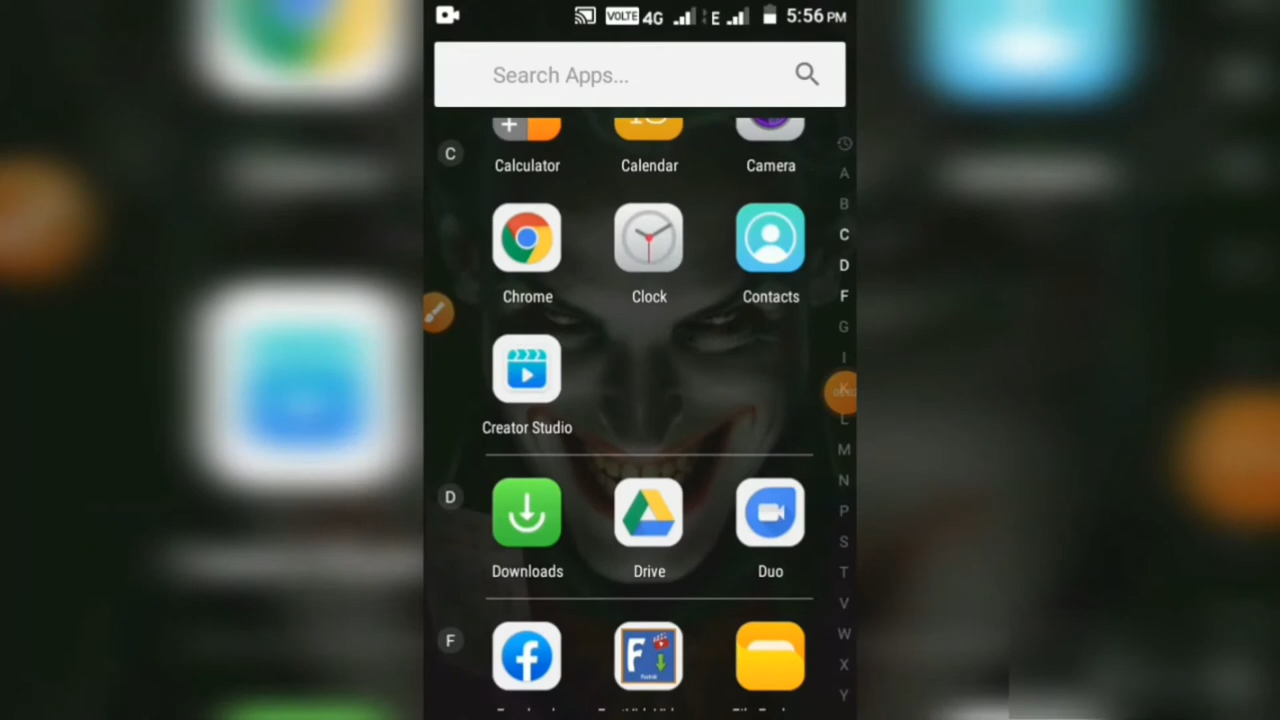 VOLTE 4G E 5:56 PM
Search Apps...
C
Calculator Calendar Camera
Chrome Clock Contacts
Creator Studio
D
Downloads Drive Duo
F
A
B
C
D
F
G
I
K
L
M
N
P
S
T
V
W
X
Y